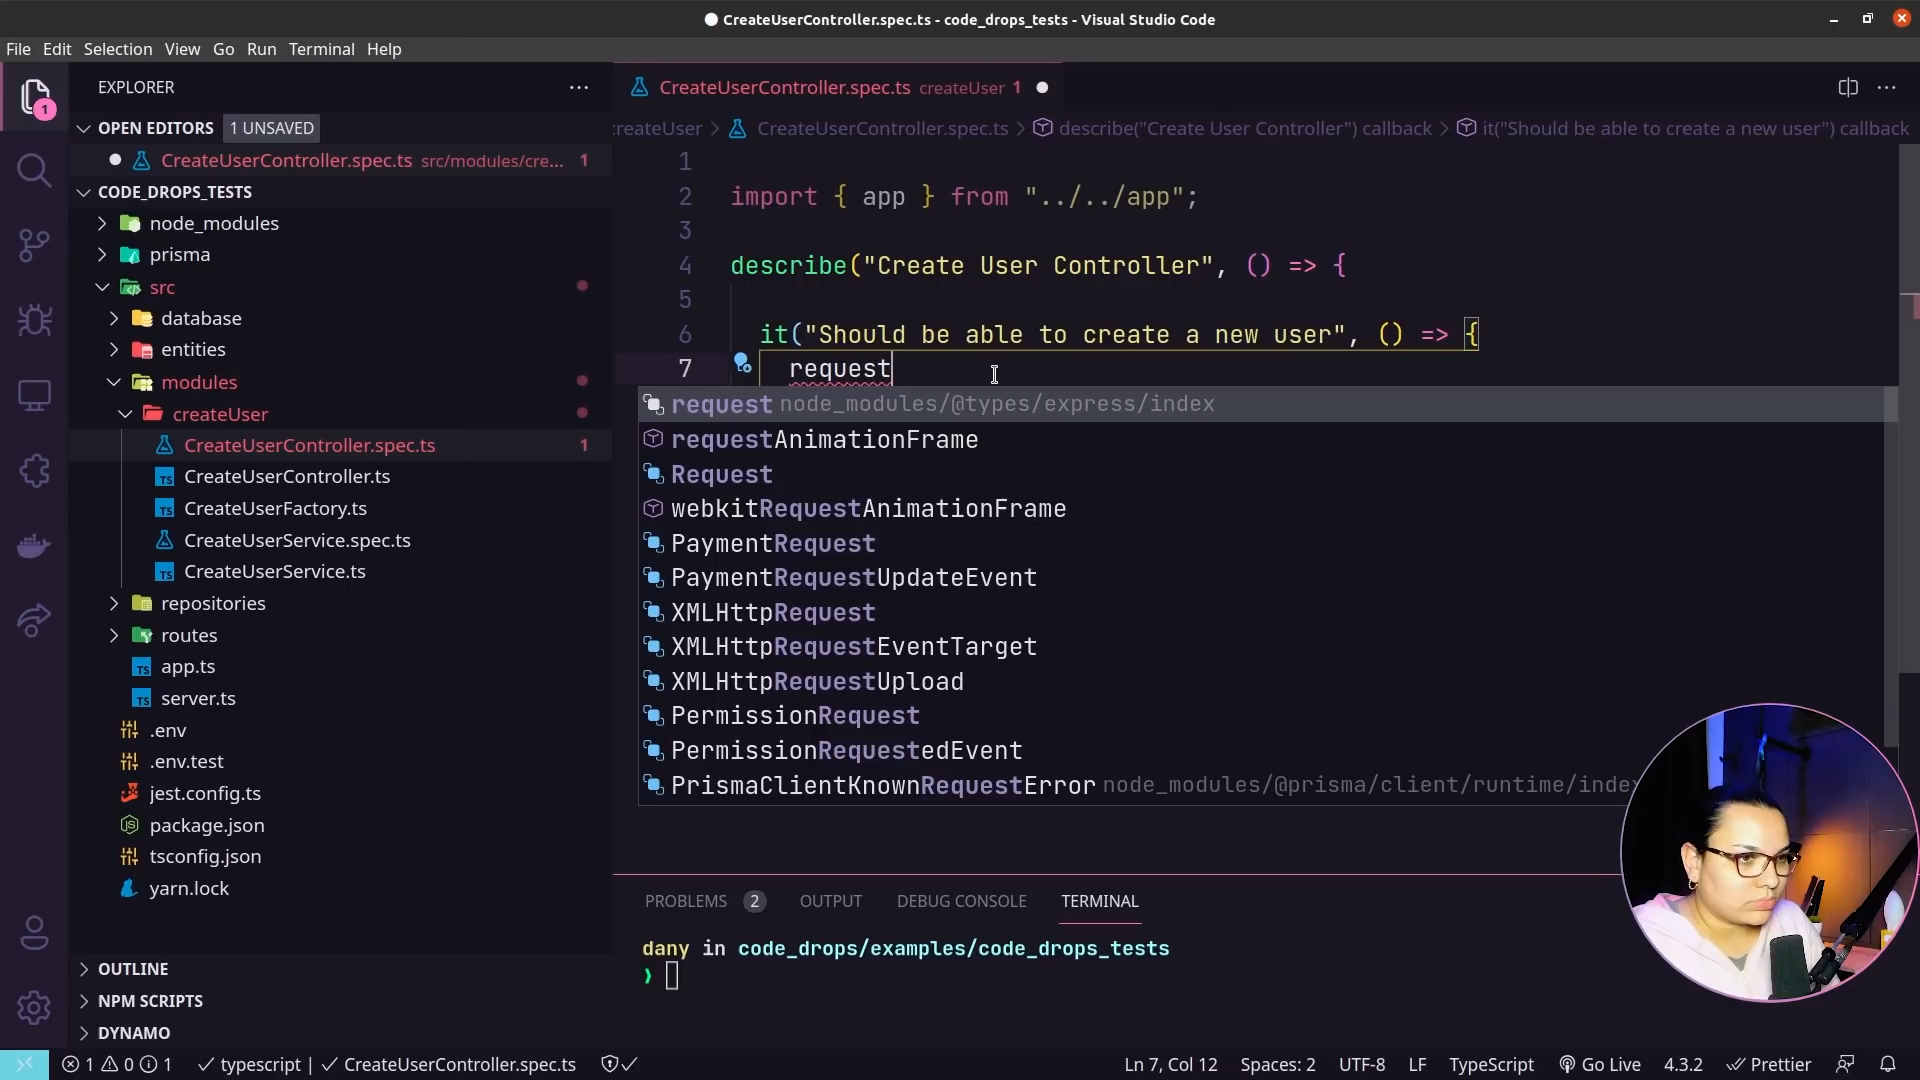 CreateUserController.spec.ts - code_drops_tests - Visual Studio Code
File Edit Selection View Go Run Terminal Help
EXPLORER
OPEN EDITORS 1 UNSAVED
CreateUserController.spec.ts src/modules/cre... 1
CODE_DROPS_TESTS
node_modules
prisma
src
database
entities
modules
createUser
CreateUserController.spec.ts 1
CreateUserController.ts
CreateUserFactory.ts
CreateUserService.spec.ts
CreateUserService.ts
repositories
routes
app.ts
server.ts
.env
.env.test
jest.config.ts
package.json
tsconfig.json
yarn.lock
OUTLINE
NPM SCRIPTS
DYNAMO
1
CreateUserController.spec.ts createUser 1
createUser > CreateUserController.spec.ts > describe("Create User Controller") callback > it("Should be able to create a new user") callback
1
2 import { app } from "../../app";
3
4 describe("Create User Controller", () => {
5
6 it("Should be able to create a new user", () => {
7 request
request node_modules/@types/express/index
requestAnimationFrame
Request
webkitRequestAnimationFrame
PaymentRequest
PaymentRequestUpdateEvent
XMLHttpRequest
XMLHttpRequestEventTarget
XMLHttpRequestUpload
PermissionRequest
PermissionRequestedEvent
PrismaClientKnownRequestError node_modules/@prisma/client/runtime/index
PROBLEMS 2 OUTPUT DEBUG CONSOLE TERMINAL
dany in code_drops/examples/code_drops_tests
❯
1 0 1 typescript | CreateUserController.spec.ts Ln 7, Col 12 Spaces: 2 UTF-8 LF TypeScript Go Live 4.3.2 Prettier